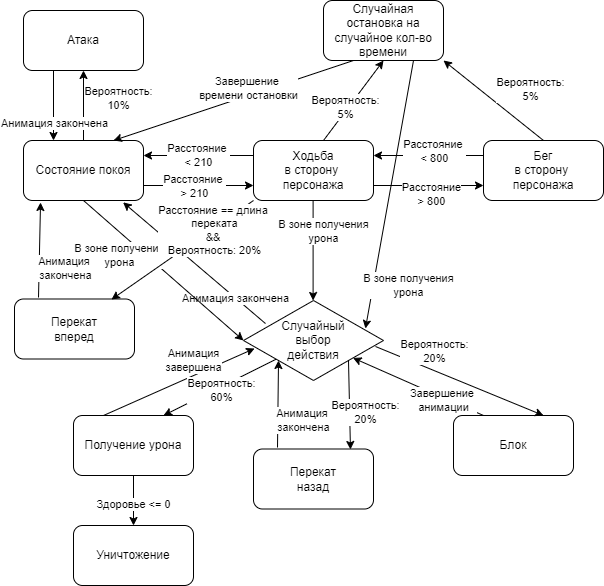 Случайная
остановка на
случайное кол-во
времени
Атака
Завершение
времени остановки
Вероятность:
10%
Вероятность:
5%
Вероятность:
5%
Анимация закончена
Состояние покоя
Расстояние
< 210
Расстояние
> 210
Ходьба
в сторону
персонажа
Расстояние
< 800
Расстояние
> 800
Бег
в сторону
персонажа
Расстояние == длина
переката
&&
Вероятность: 20%
В зоне получени
урона
В зоне получения
урона
В зоне получения
урона
Анимация
закончена
Анимация закончена
Перекат
вперед
Случайный
выбор
действия
Анимация
завершена
Вероятность:
60%
Анимация
закончена
Вероятность:
20%
Вероятность:
20%
Завершение
анимации
Получение урона
Перекат
назад
Блок
Здоровье <= 0
Уничтожение